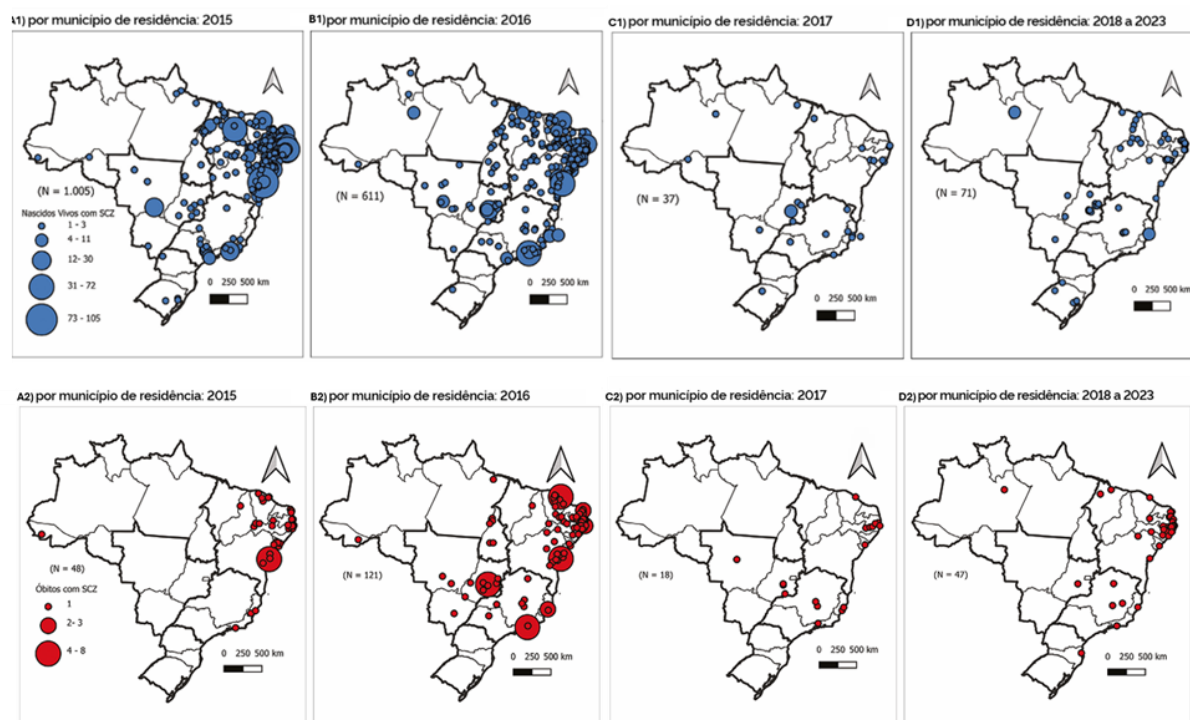 A1) por município de residência: 2015
B1) por município de residência: 2016
C1) por município de residência: 2017
D1) por município de residência: 2018 a 2023
(N = 1.005)
Nascidos Vivos com SCZ
1 - 3
4 - 11
12- 30
31 - 72
73 - 105
0 250 500 km
(N = 611)
0 250 500 km
(N = 37)
0 250 500 km
(N = 71)
0 250 500 km
A2) por município de residência: 2015
B2) por município de residência: 2016
C2) por município de residência: 2017
D2) por município de residência: 2018 a 2023
(N = 48)
Óbitos com SCZ
1
2- 3
4 - 8
0 250 500 km
(N = 121)
0 250 500 km
(N = 18)
0 250 500 km
(N = 47)
0 250 500 km